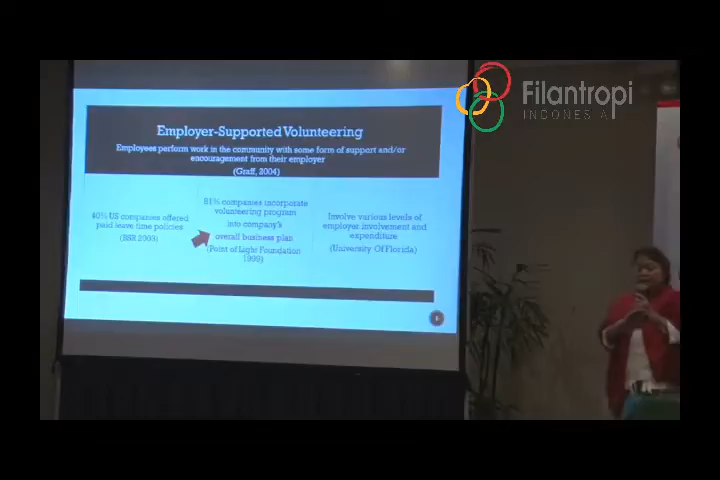 Filantropi
INDONESIA
Employer-Supported Volunteering
Employees perform work in the community with some form of support and/or
encouragement from their employer
(Graff, 2004)
40% US companies offered
paid leave time policies
(BSR 2003)
81% companies incorporate
volunteering program
into company's
overall business plan
(Point of Light Foundation
1999)
Involve various levels of
employer involvement and
expenditure
(University Of Florida)